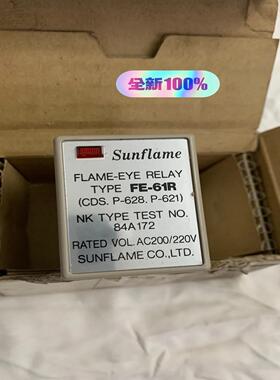 全新100%
Sunflame
FLAME-EYE RELAY
TYPE FE-61R
(CDS. P-628. P-621)
NK TYPE TEST NO.
84A172
RATED VOL. AC200/220V
SUNFLAME CO., LTD.